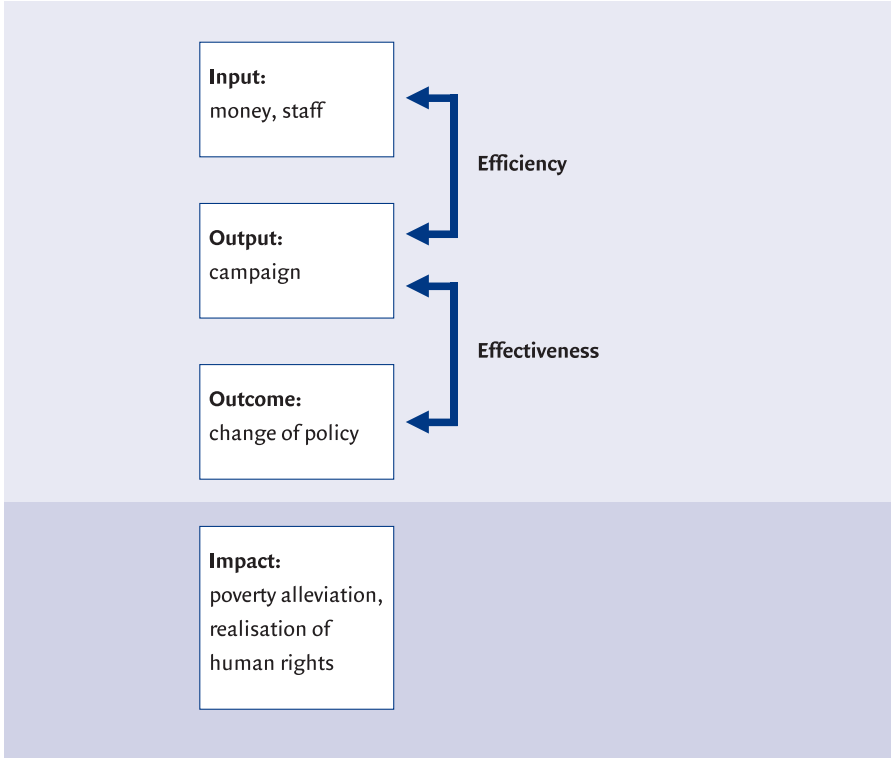 Input:
money, staff
Efficiency
Output:
campaign
Effectiveness
Outcome:
change of policy
Impact:
poverty alleviation,
realisation of
human rights